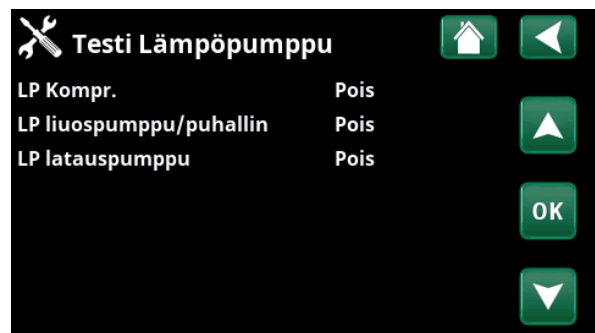 Testi Lämpöpumppu
LP Kompr. Pois
LP liuospumppu/puhallin Pois
LP latauspumppu Pois
OK